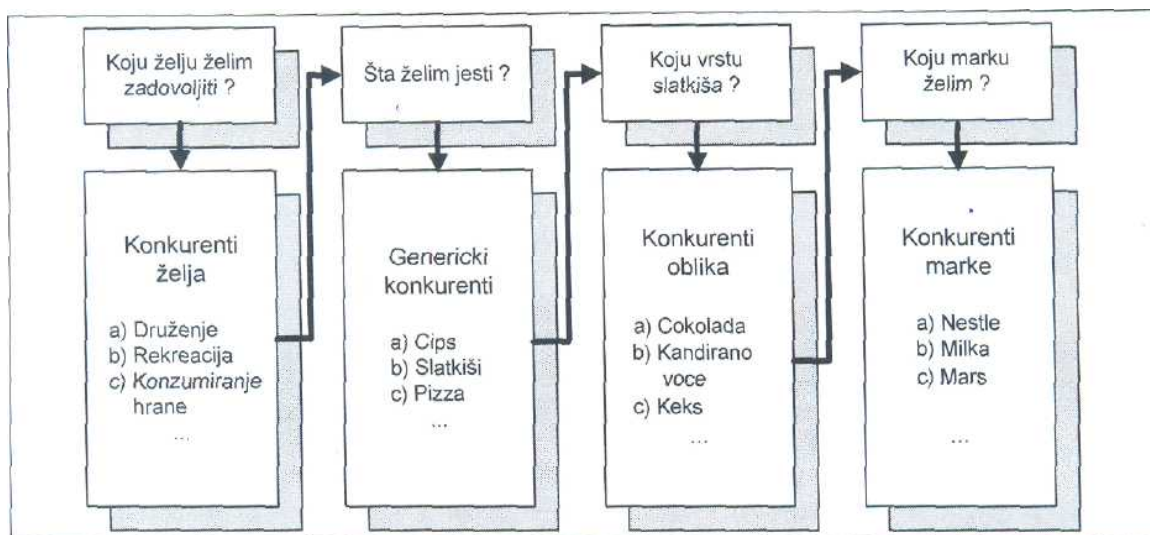 Koju želju želim
zadovoljiti ?
Konkurenti
želja
a) Druženje
b) Rekreacija
c) Konzumiranje
hrane
...
Šta želim jesti ?
Genericki
konkurenti
a) Cips
b) Slatkiši
c) Pizza
...
Koju vrstu
slatkiša ?
Konkurenti
oblika
a) Cokolada
b) Kandirano
voce
c) Keks
...
Koju marku
želim ?
Konkurenti
marke
a) Nestle
b) Milka
c) Mars
...